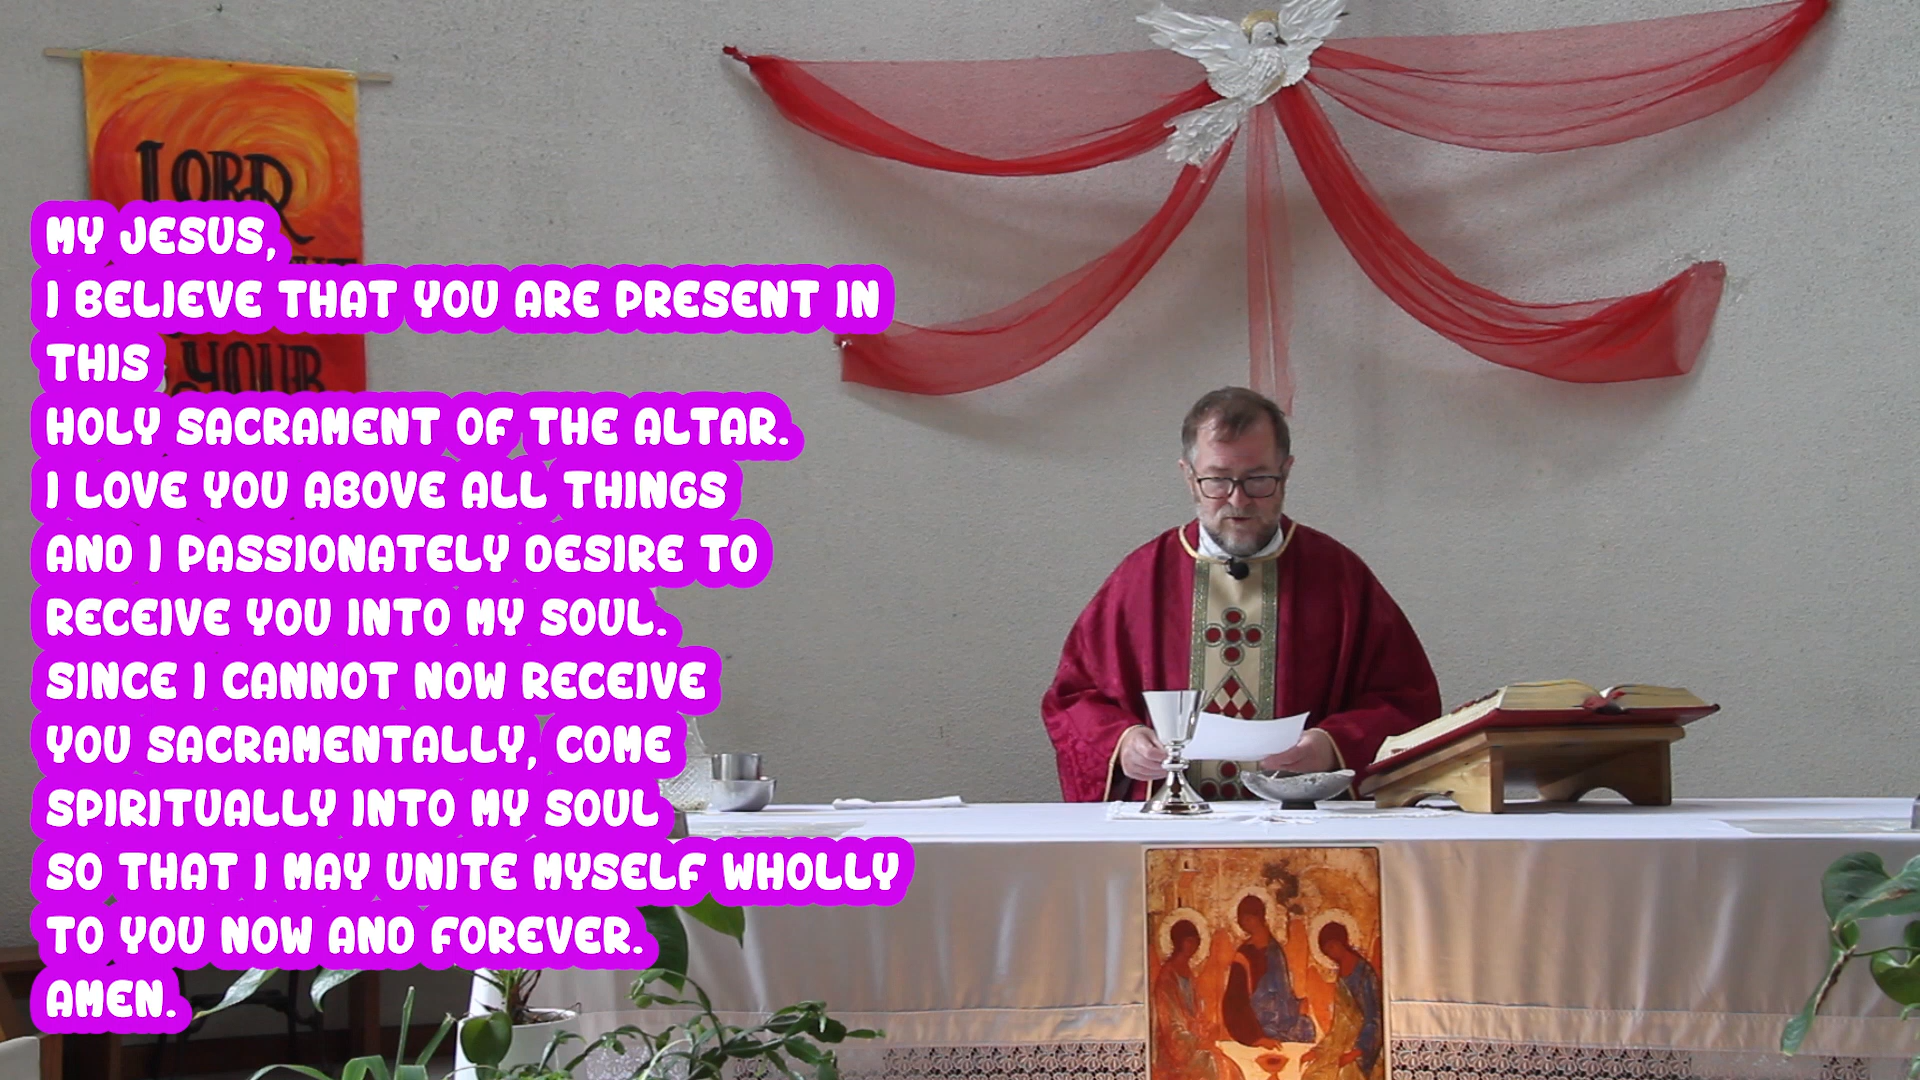 LORD
MY JESUS,
I BELIEVE THAT YOU ARE PRESENT IN
THIS
YOUR
HOLY SACRAMENT OF THE ALTAR.
I LOVE YOU ABOVE ALL THINGS
AND I PASSIONATELY DESIRE TO
RECEIVE YOU INTO MY SOUL.
SINCE I CANNOT NOW RECEIVE
YOU SACRAMENTALLY, COME
SPIRITUALLY INTO MY SOUL
SO THAT I MAY UNITE MYSELF WHOLLY
TO YOU NOW AND FOREVER.
AMEN.